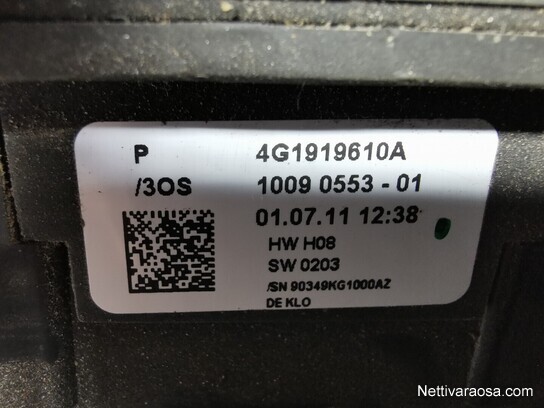 P 4G1919610A
/3OS 1009 0553 - 01
01.07.11 12:38
HW H08
SW 0203
/SN 90349KG1000AZ
DE KLO
Nettivaraosa.com